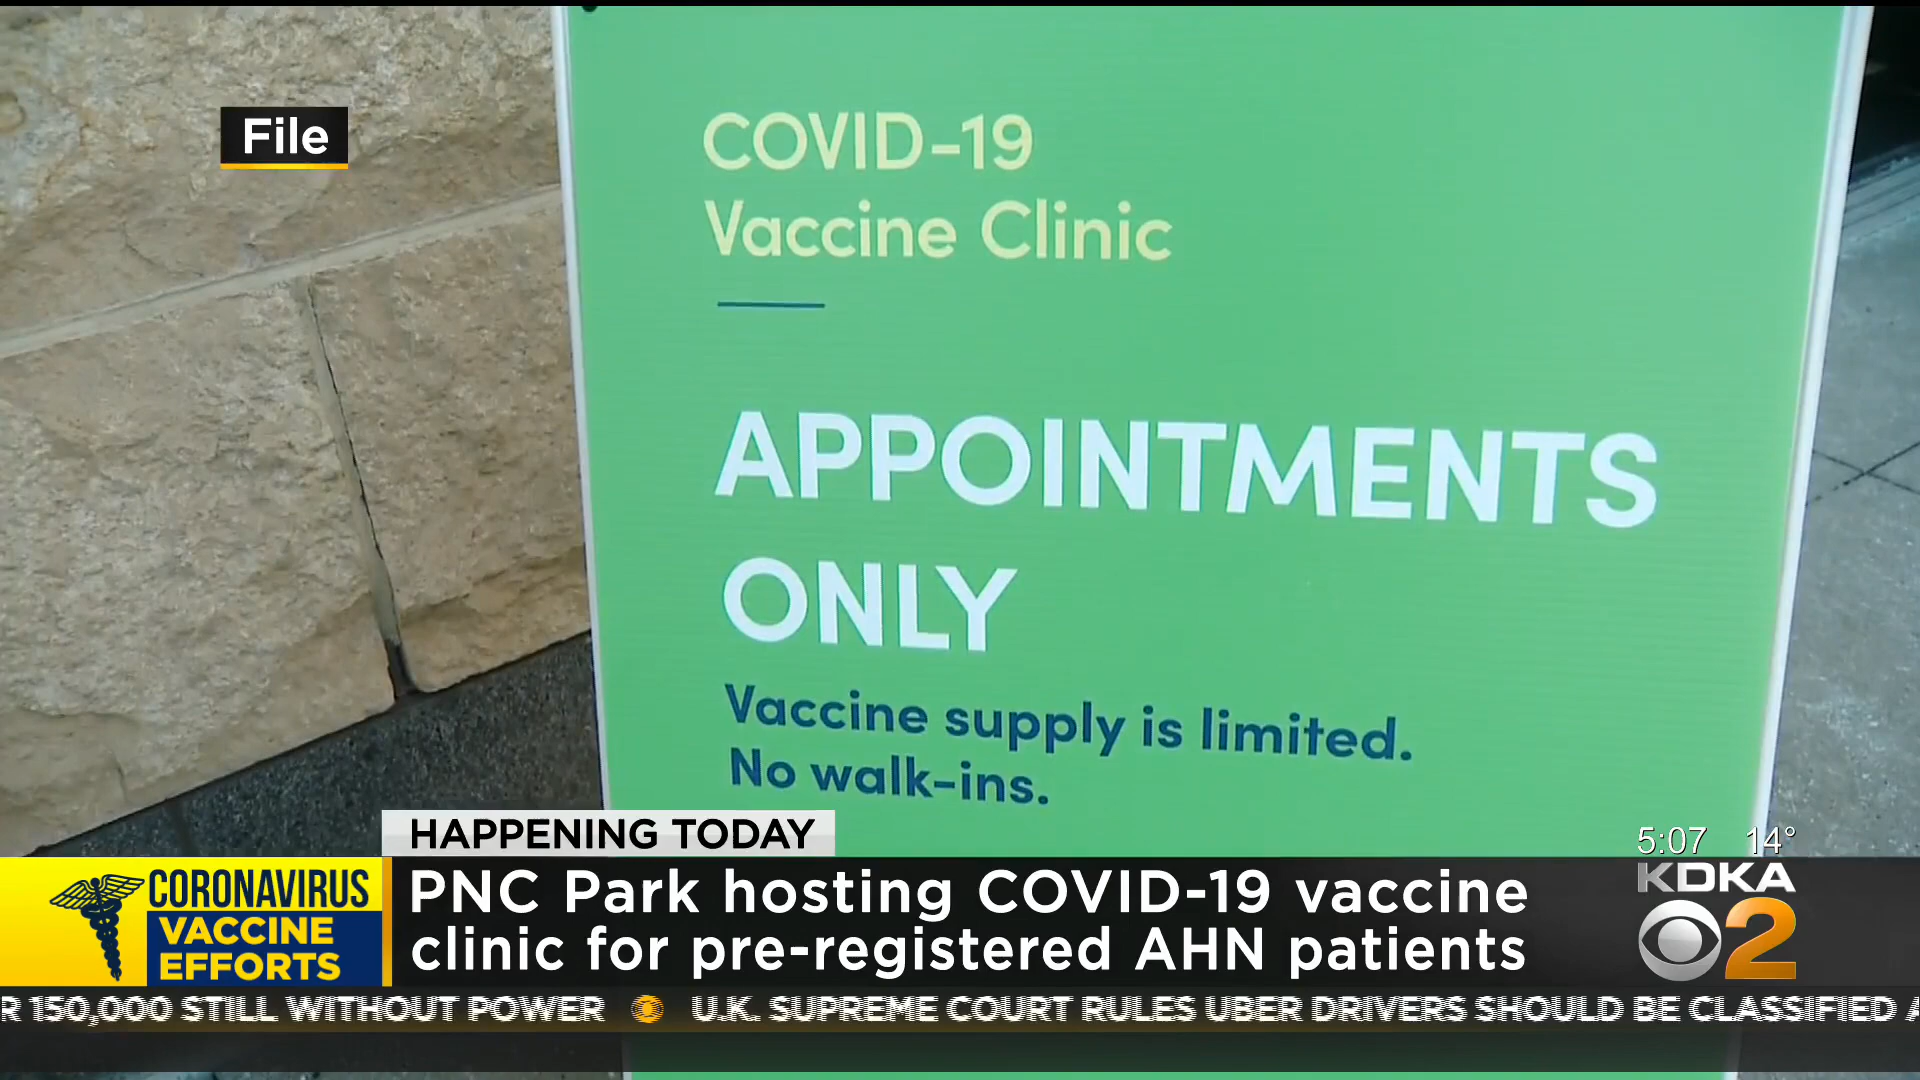 File
COVID-19
Vaccine Clinic
APPOINTMENTS
ONLY
Vaccine supply is limited.
No walk-ins.
HAPPENING TODAY
5:07 14°
CORONAVIRUS
VACCINE
EFFORTS
PNC Park hosting COVID-19 vaccine
clinic for pre-registered AHN patients
KDKA
2
R 150,000 STILL WITHOUT POWER U.K. SUPREME COURT RULES UBER DRIVERS SHOULD BE CLASSIFIED A